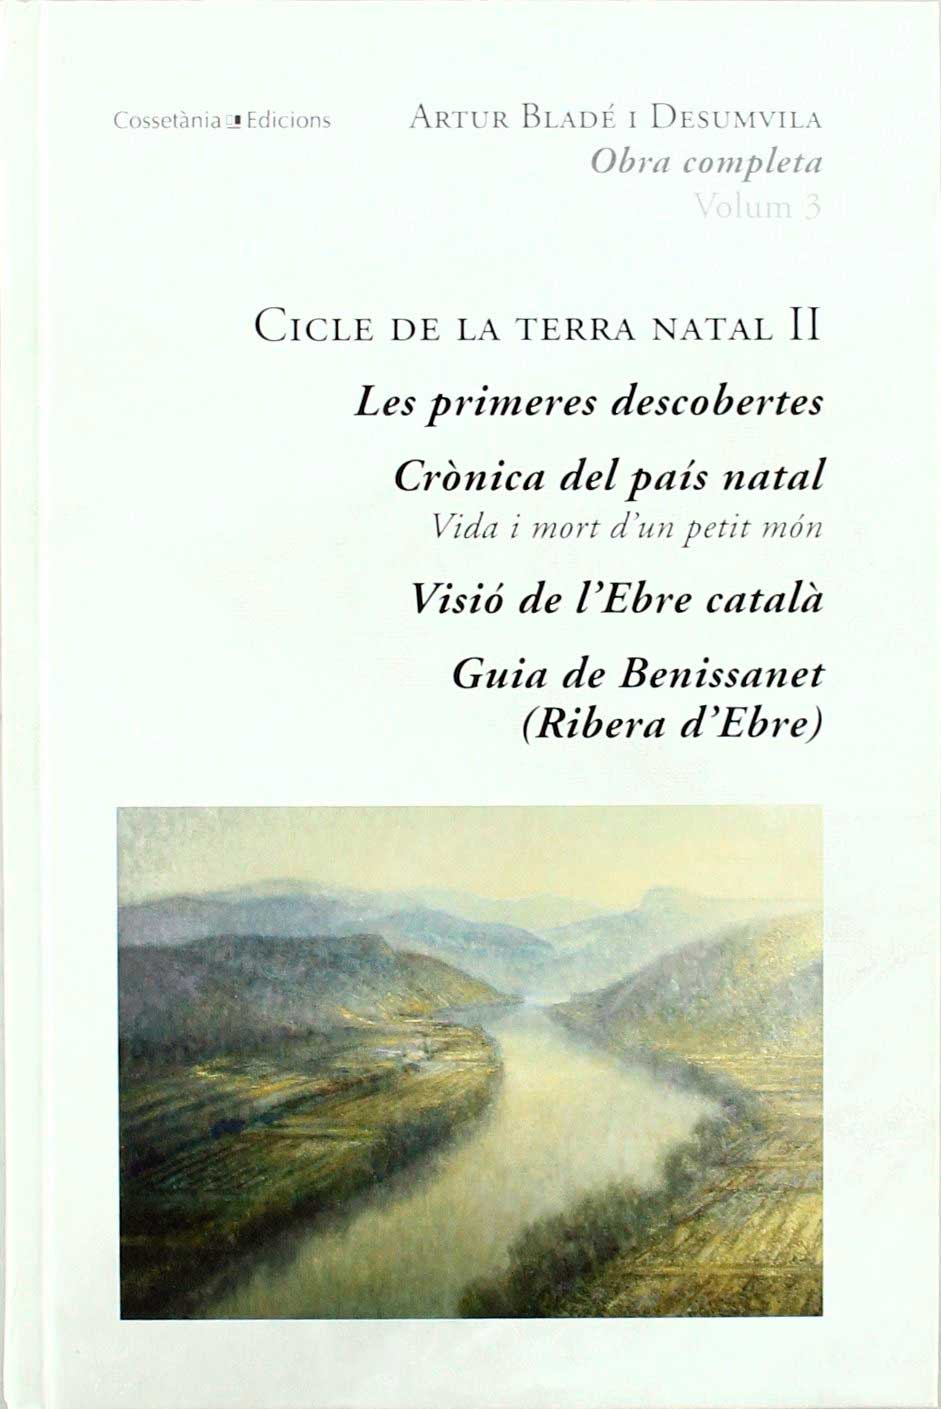 Cossetània Edicions
Artur Bladé i Desumvila
Obra completa
Volum 3
Cicle de la terra natal II
Les primeres descobertes
Crònica del país natal
Vida i mort d'un petit món
Visió de l'Ebre català
Guia de Benissanet
(Ribera d'Ebre)